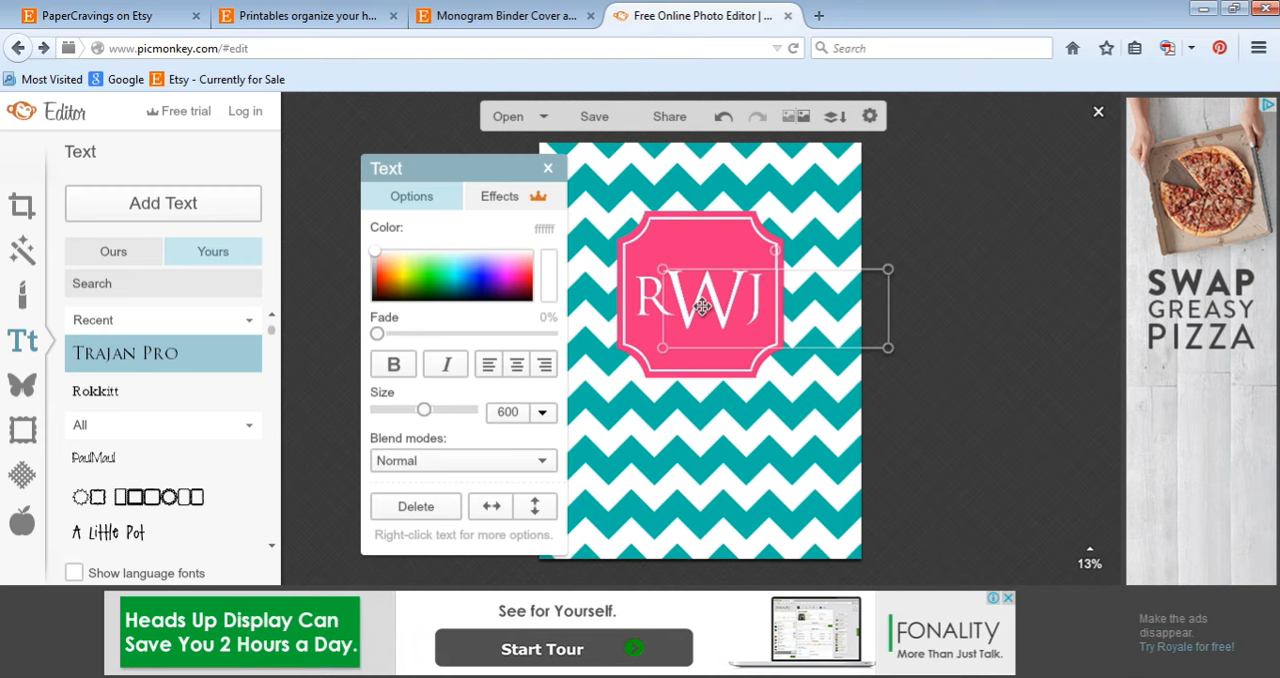 PaperCravings on Etsy
Printables organize your h...
Monogram Binder Cover a...
Free Online Photo Editor | ...
www.picmonkey.com/#edit
Search
Most Visited
Google
Etsy - Currently for Sale
Editor
Free trial
Log in
Open
Save
Share
Text
Add Text
Ours
Yours
Search
Recent
Trajan Pro
Rokkitt
All
PaulMaul
A Little Pot
Show language fonts
Text
Options
Effects
Color:
ffffff
Fade
0%
B
I
Size
600
Blend modes:
Normal
Delete
Right-click text for more options.
RWJ
13%
SWAP
GREASY
PIZZA
Heads Up Display Can
Save You 2 Hours a Day.
See for Yourself.
Start Tour
FONALITY
More Than Just Talk.
Make the ads
disappear.
Try Royale for free!